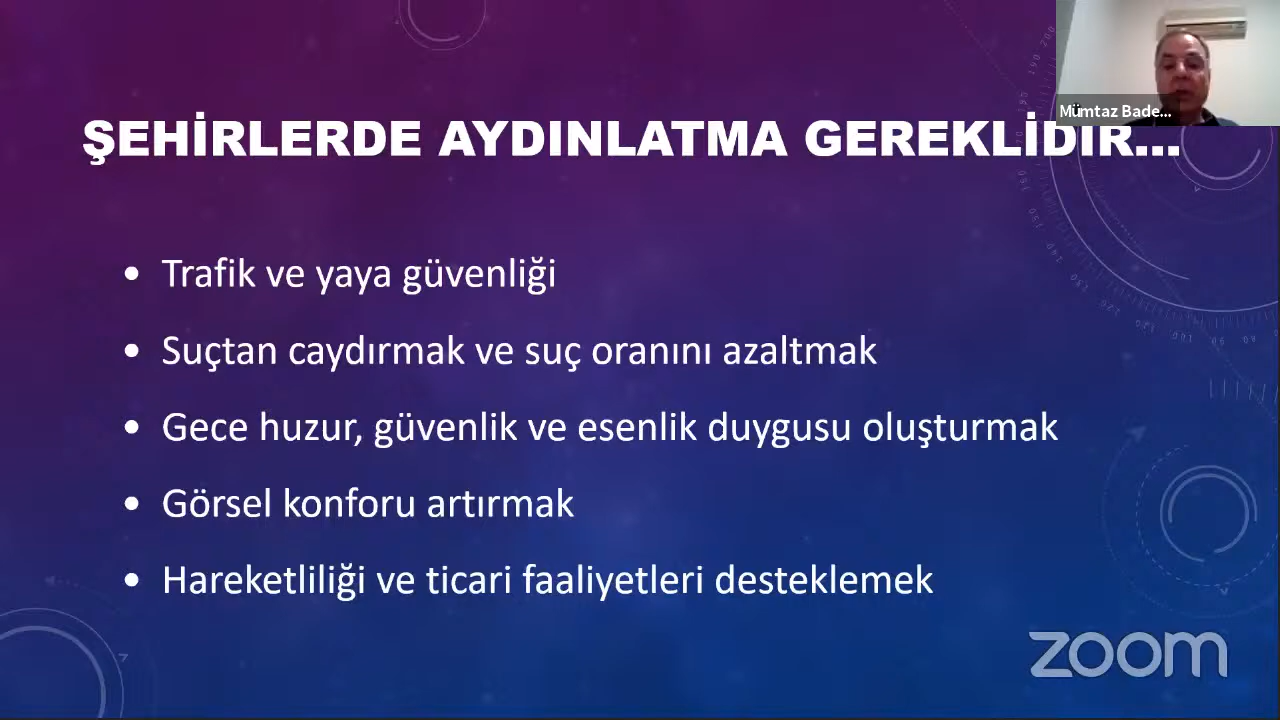 Mümtaz Bade...
ŞEHİRLERDE AYDINLATMA GEREKLİDİR...
• Trafik ve yaya güvenliği
• Suçtan caydırmak ve suç oranını azaltmak
• Gece huzur, güvenlik ve esenlik duygusu oluşturmak
• Görsel konforu artırmak
• Hareketliliği ve ticari faaliyetleri desteklemek
zoom